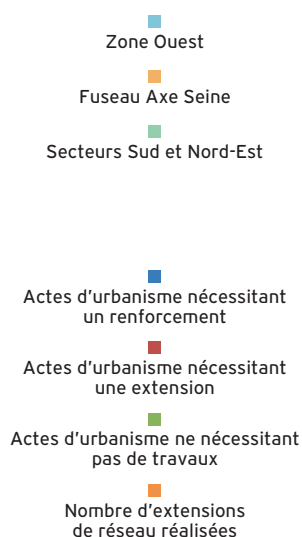 Zone Ouest
Fuseau Axe Seine
Secteurs Sud et Nord-Est
Actes d'urbanisme nécessitant
un renforcement
Actes d'urbanisme nécessitant
une extension
Actes d'urbanisme ne nécessitant
pas de travaux
Nombre d'extensions
de réseau réalisées